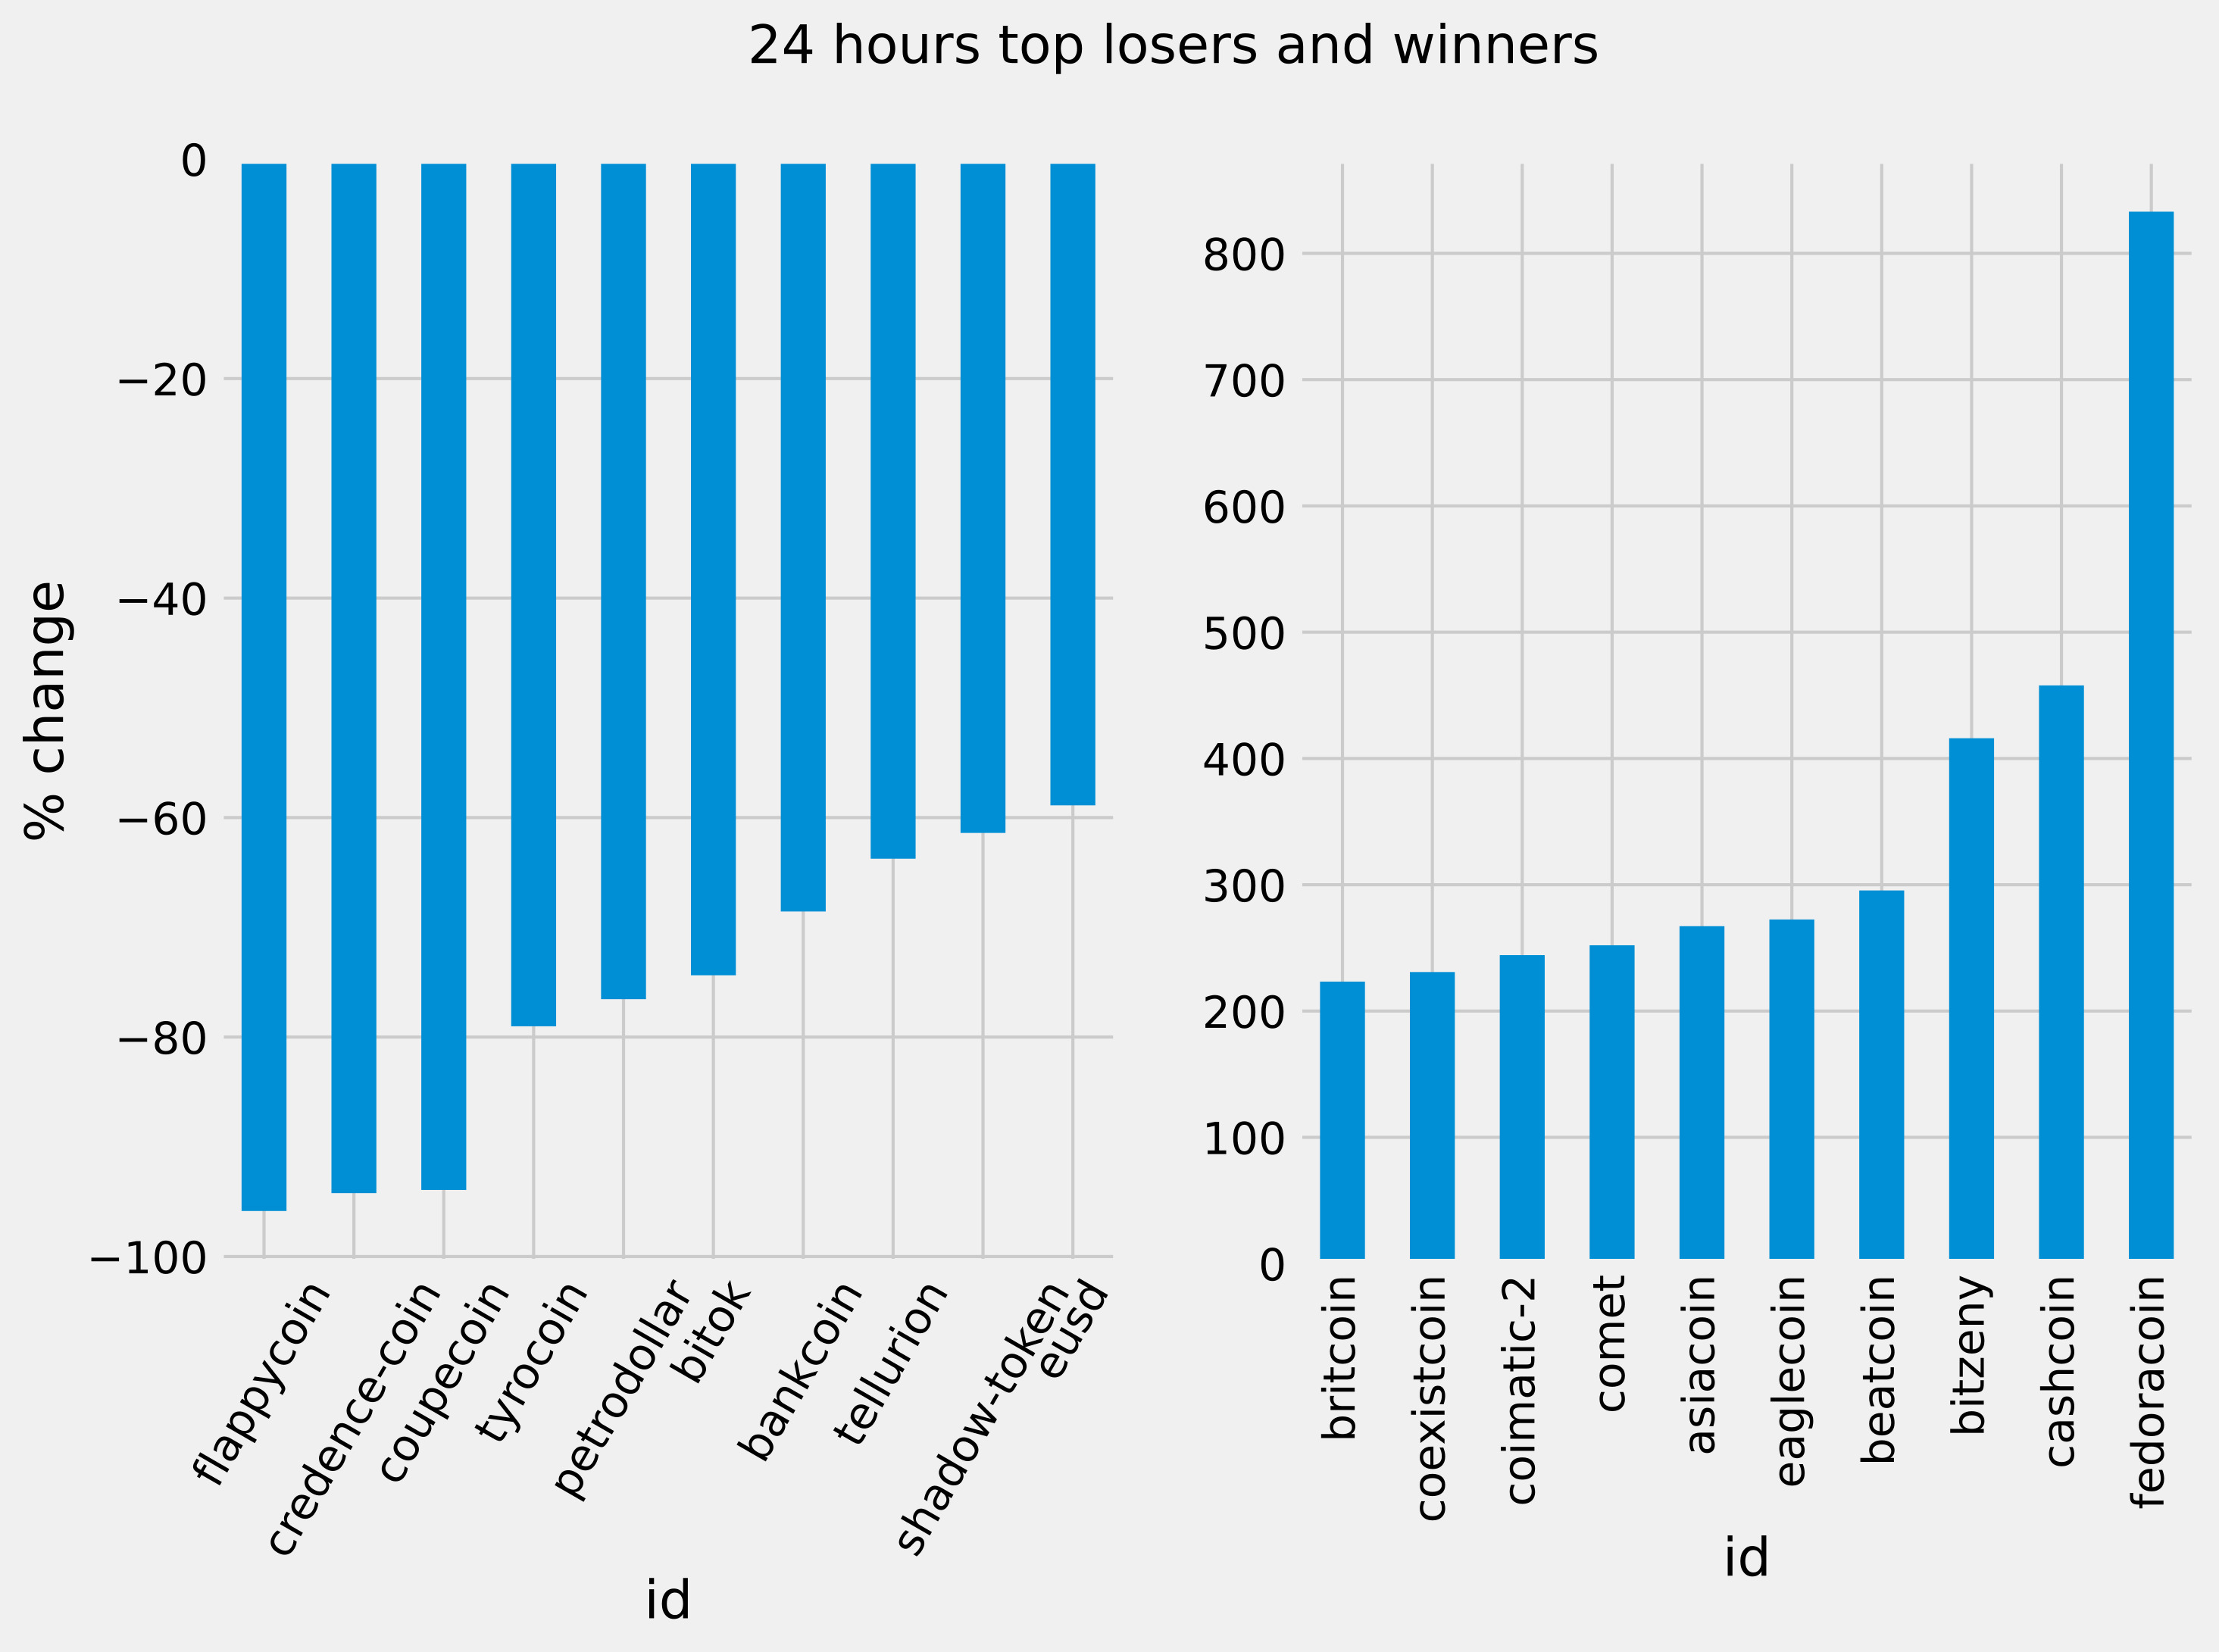 24 hours top losers and winners
% change
0
−20
−40
−60
−80
−100
flappycoin
credence-coin
coupecoin
tyrocoin
petrodollar
bitok
bankcoin
tellurion
shadow-token
eusd
id
800
700
600
500
400
300
200
100
0
britcoin
coexistcoin
coimatic-2
comet
asiacoin
eaglecoin
beatcoin
bitzeny
cashcoin
fedoracoin
id